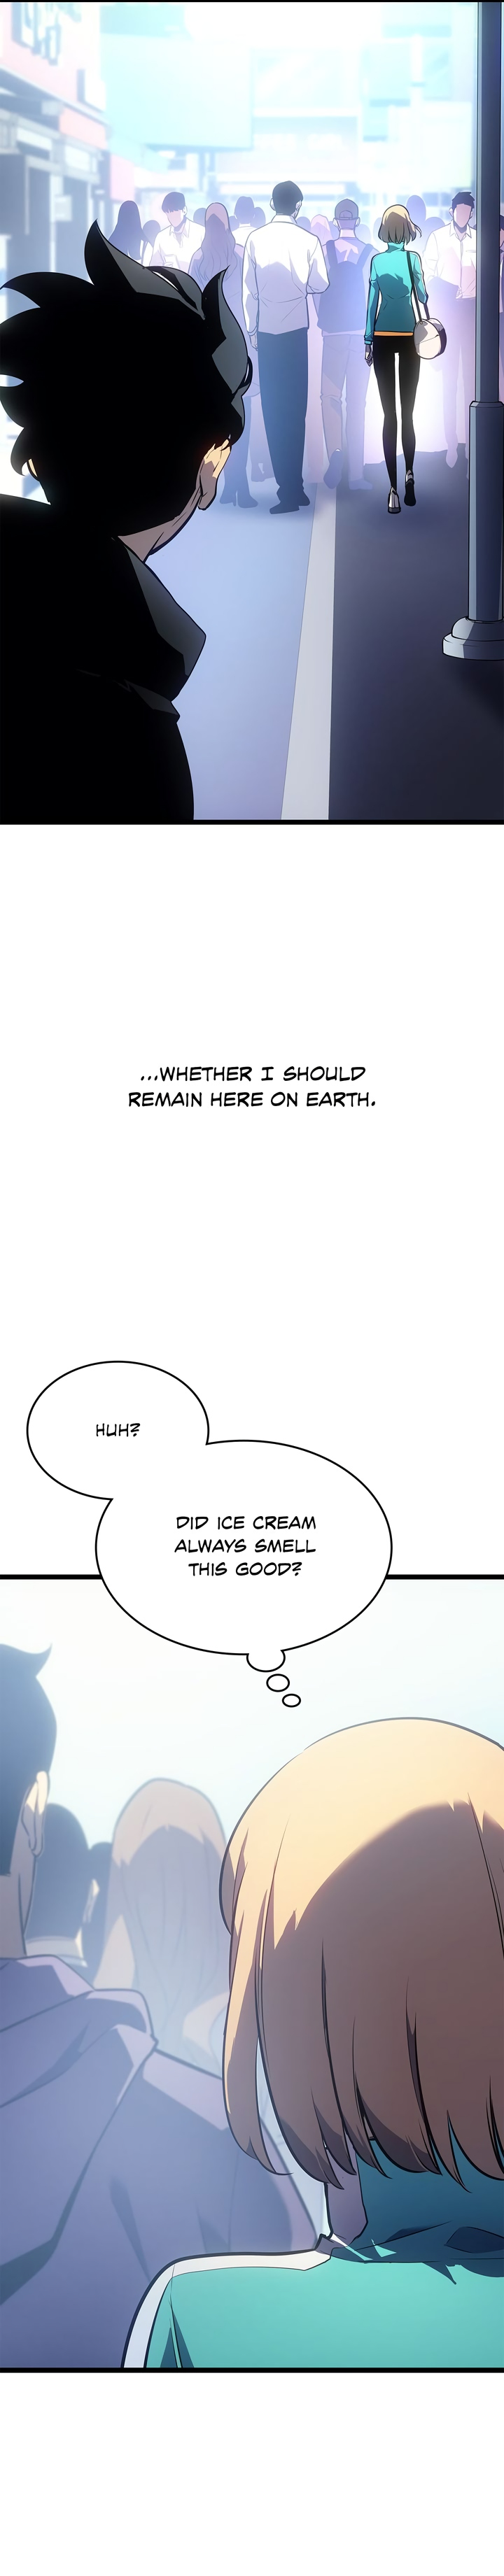 ...WHETHER I SHOULD
REMAIN HERE ON EARTH.
HUH?
DID ICE CREAM
ALWAYS SMELL
THIS GOOD?